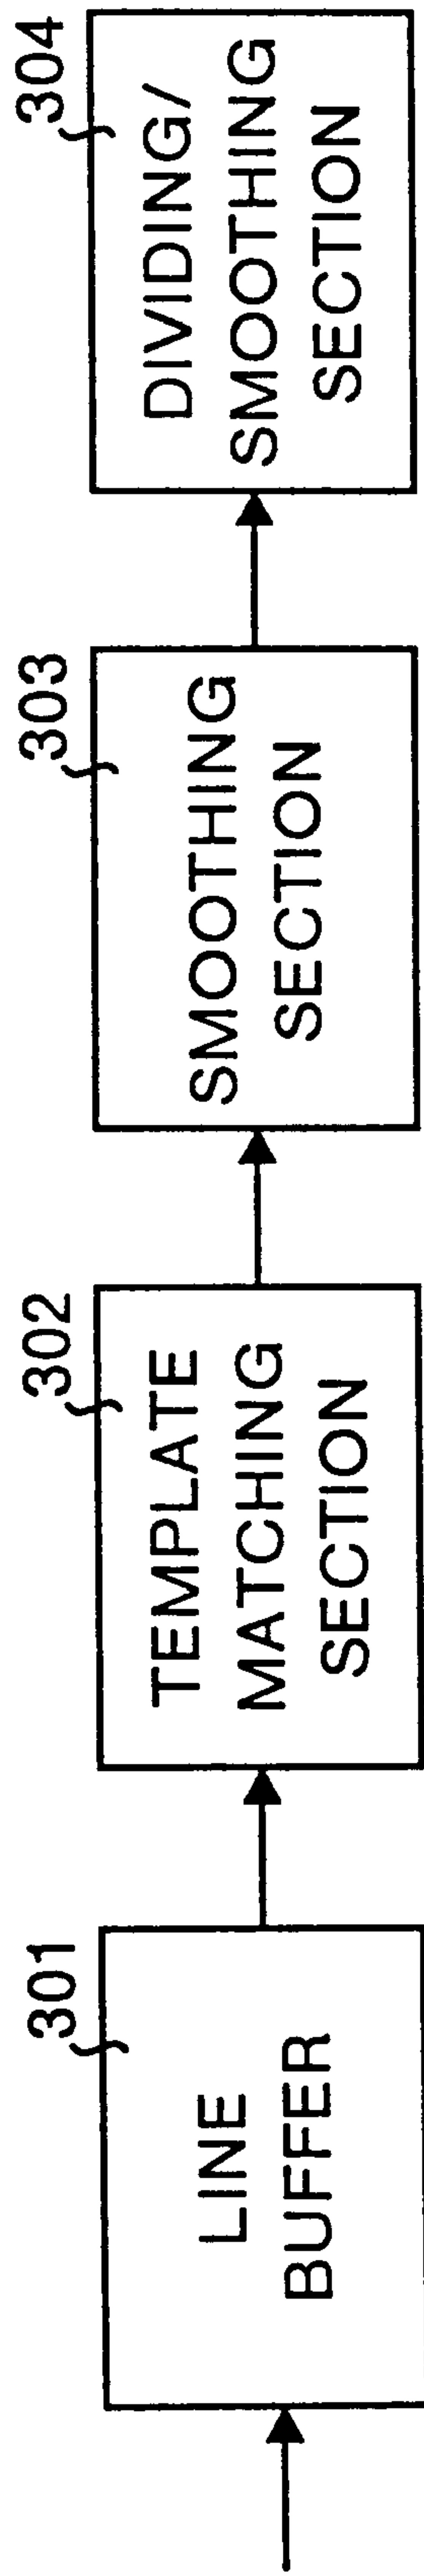 301
LINE
BUFFER
302
TEMPLATE
MATCHING
SECTION
303
SMOOTHING
SECTION
304
DIVIDING/
SMOOTHING
SECTION